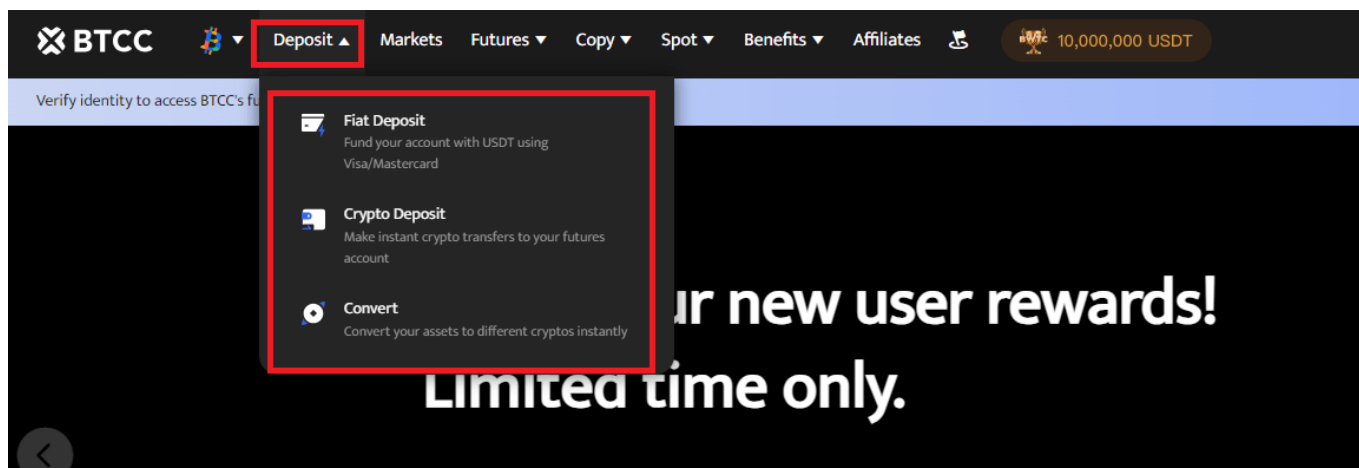 BTCC Deposit Markets Futures Copy Spot Benefits Affiliates 10,000,000 USDT
Verify identity to access BTCC's
Fiat Deposit
Fund your account with USDT using
Visa/Mastercard
Crypto Deposit
Make instant crypto transfers to your futures
account
Convert
Convert your assets to different cryptos instantly
new user rewards!
Limited time only.